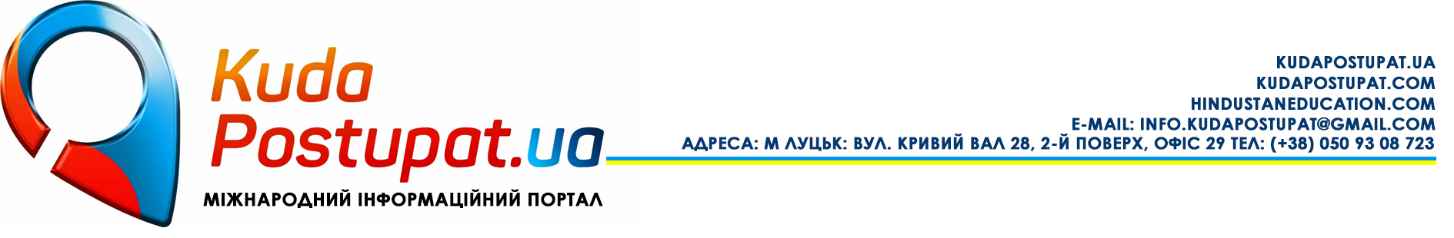 Kuda
Postupat.ua
МІЖНАРОДНИЙ ІНФОРМАЦІЙНИЙ ПОРТАЛ
KUDAPOSTUPAT.UA
KUDAPOSTUPAT.COM
HINDUSTANEDUCATION.COM
E-MAIL: INFO.KUDAPOSTUPAT@GMAIL.COM
АДРЕСА: М ЛУЦЬК: ВУЛ. КРИВИЙ ВАЛ 28, 2-Й ПОВЕРХ, ОФІС 29 ТЕЛ: (+38) 050 93 08 723